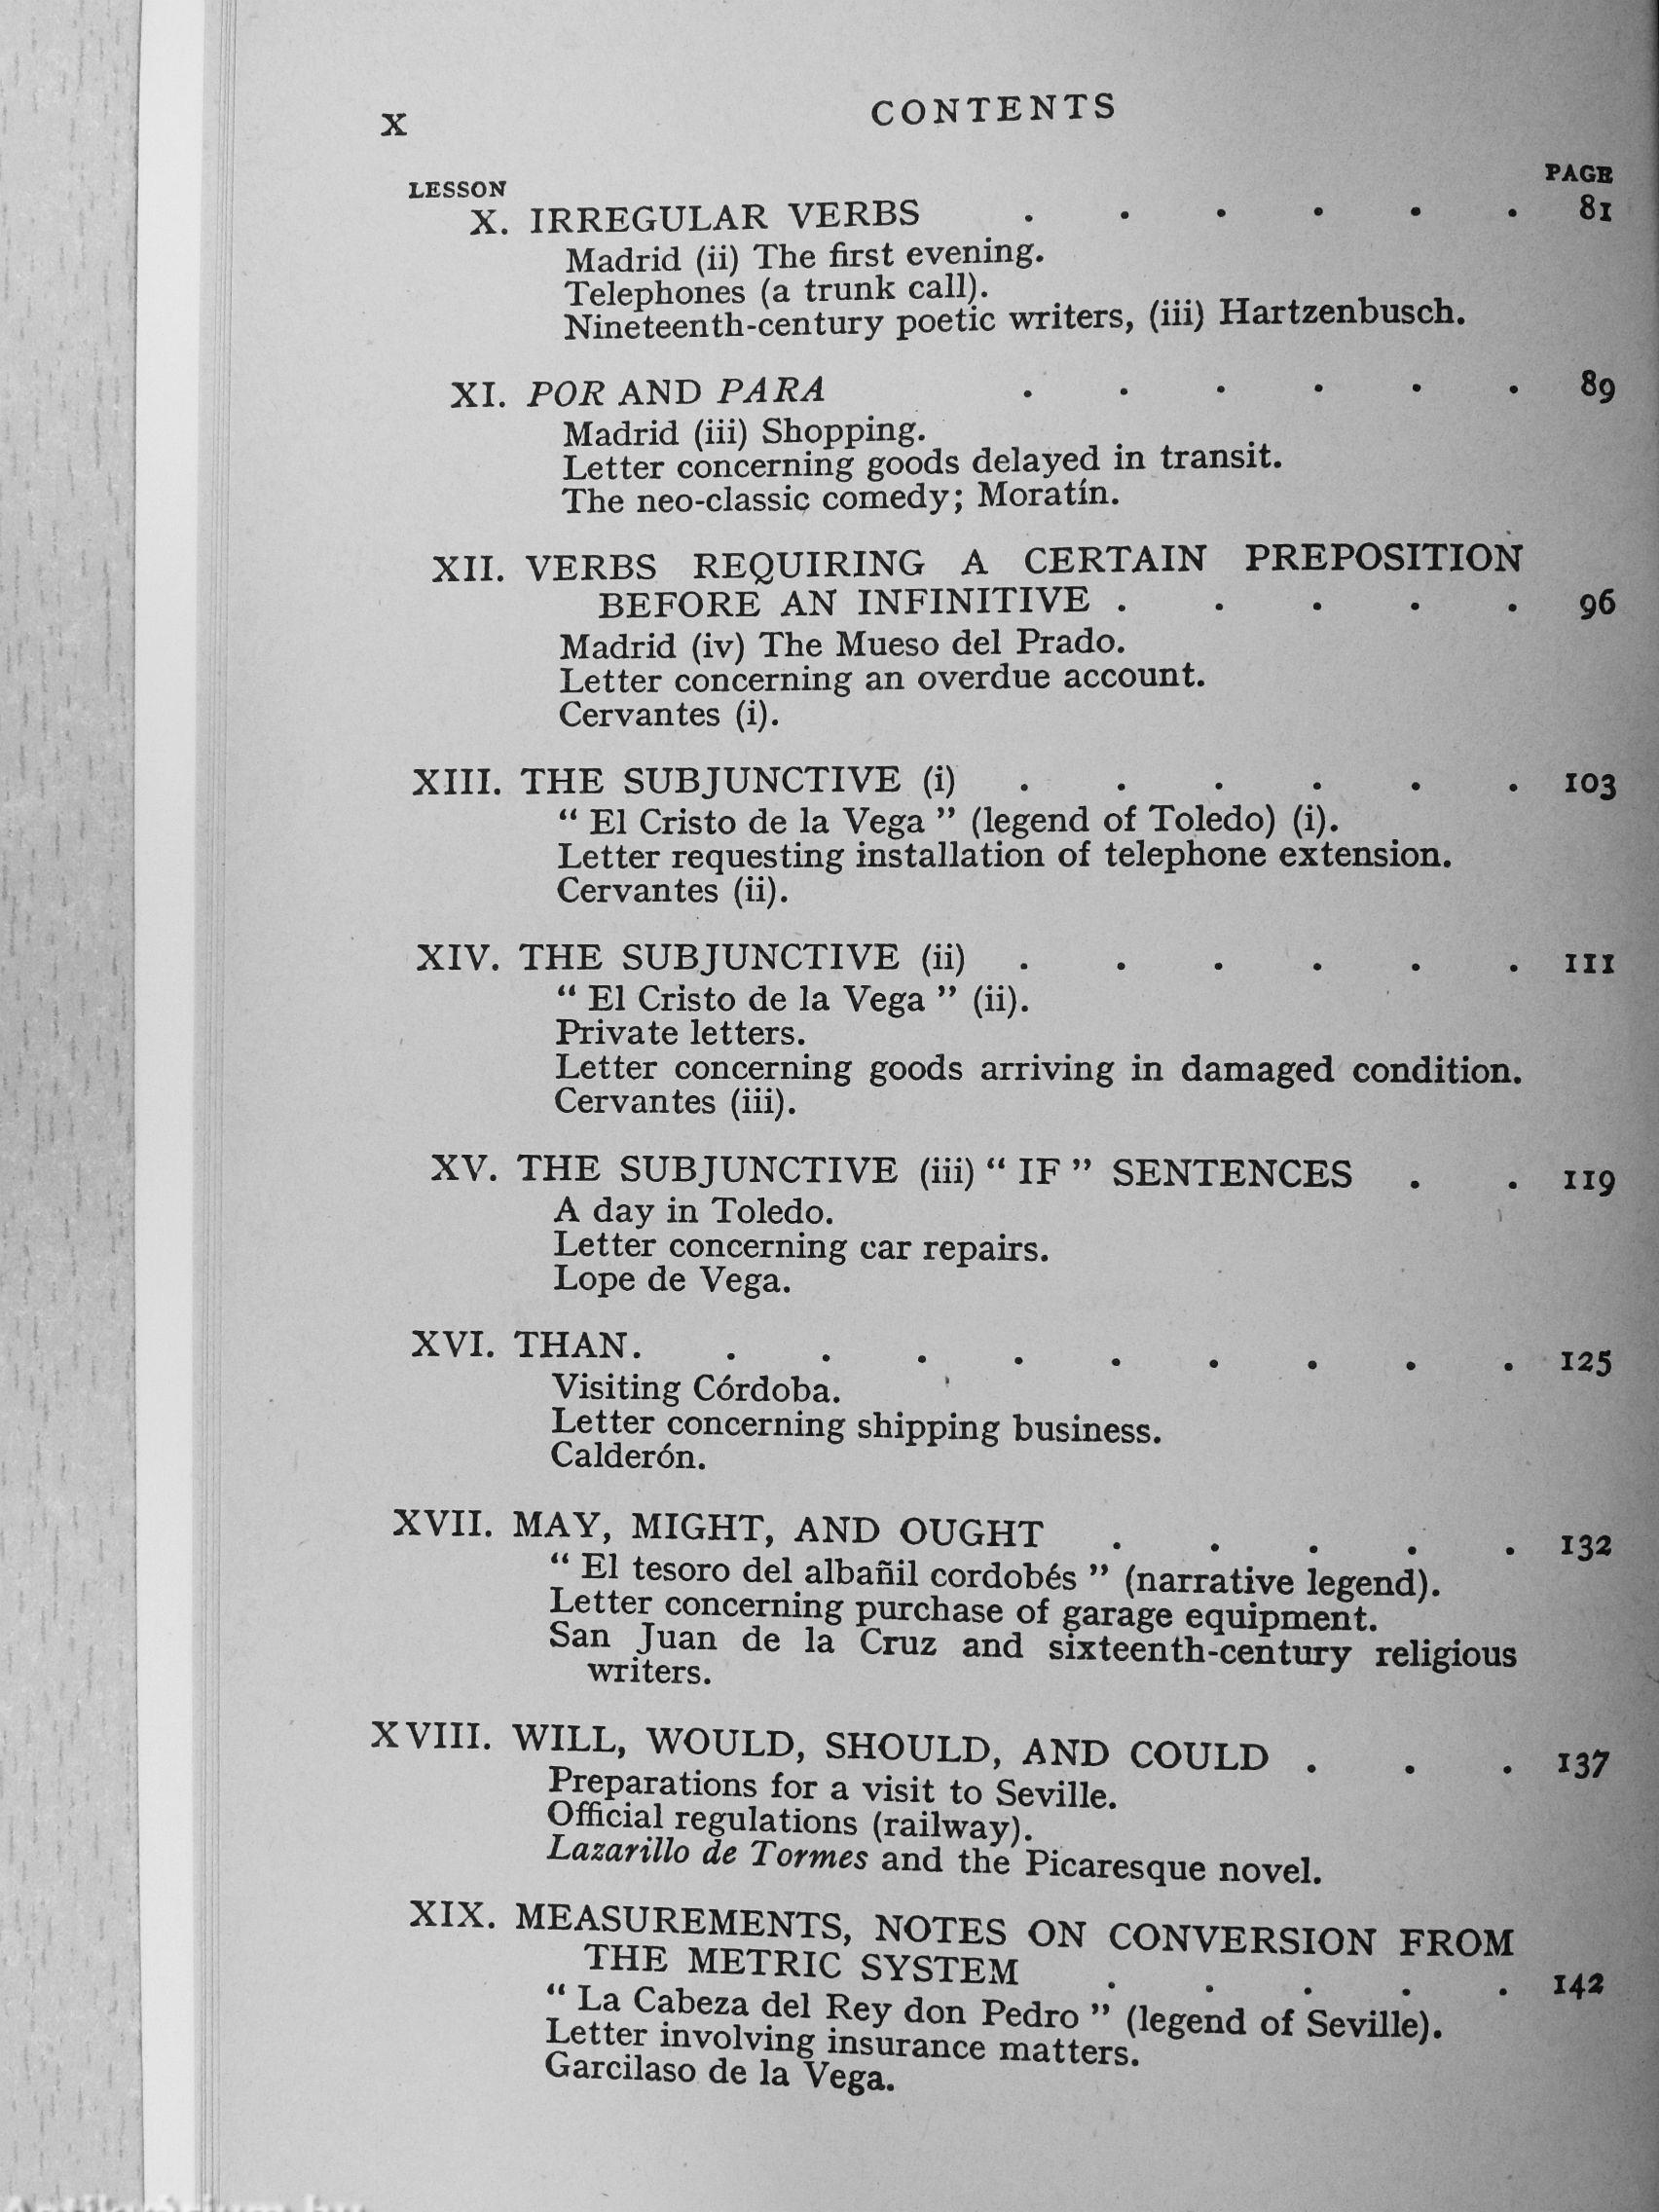 x CONTENTS
LESSON PAGE
X. IRREGULAR VERBS . . . . . . 81
Madrid (ii) The first evening.
Telephones (a trunk call).
Nineteenth-century poetic writers, (iii) Hartzenbusch.
XI. POR AND PARA . . . . . . 89
Madrid (iii) Shopping.
Letter concerning goods delayed in transit.
The neo-classic comedy; Moratín.
XII. VERBS REQUIRING A CERTAIN PREPOSITION
BEFORE AN INFINITIVE . . . . . 96
Madrid (iv) The Mueso del Prado.
Letter concerning an overdue account.
Cervantes (i).
XIII. THE SUBJUNCTIVE (i) . . . . . . 103
“ El Cristo de la Vega ” (legend of Toledo) (i).
Letter requesting installation of telephone extension.
Cervantes (ii).
XIV. THE SUBJUNCTIVE (ii) . . . . . . 111
“ El Cristo de la Vega ” (ii).
Private letters.
Letter concerning goods arriving in damaged condition.
Cervantes (iii).
XV. THE SUBJUNCTIVE (iii) “ IF ” SENTENCES . . 119
A day in Toledo.
Letter concerning car repairs.
Lope de Vega.
XVI. THAN. . . . . . . . . . 125
Visiting Córdoba.
Letter concerning shipping business.
Calderón.
XVII. MAY, MIGHT, AND OUGHT . . . . . 132
“ El tesoro del albañil cordobés ” (narrative legend).
Letter concerning purchase of garage equipment.
San Juan de la Cruz and sixteenth-century religious
writers.
XVIII. WILL, WOULD, SHOULD, AND COULD . . . 137
Preparations for a visit to Seville.
Official regulations (railway).
Lazarillo de Tormes and the Picaresque novel.
XIX. MEASUREMENTS, NOTES ON CONVERSION FROM
THE METRIC SYSTEM . . . . . 142
“ La Cabeza del Rey don Pedro ” (legend of Seville).
Letter involving insurance matters.
Garcilaso de la Vega.